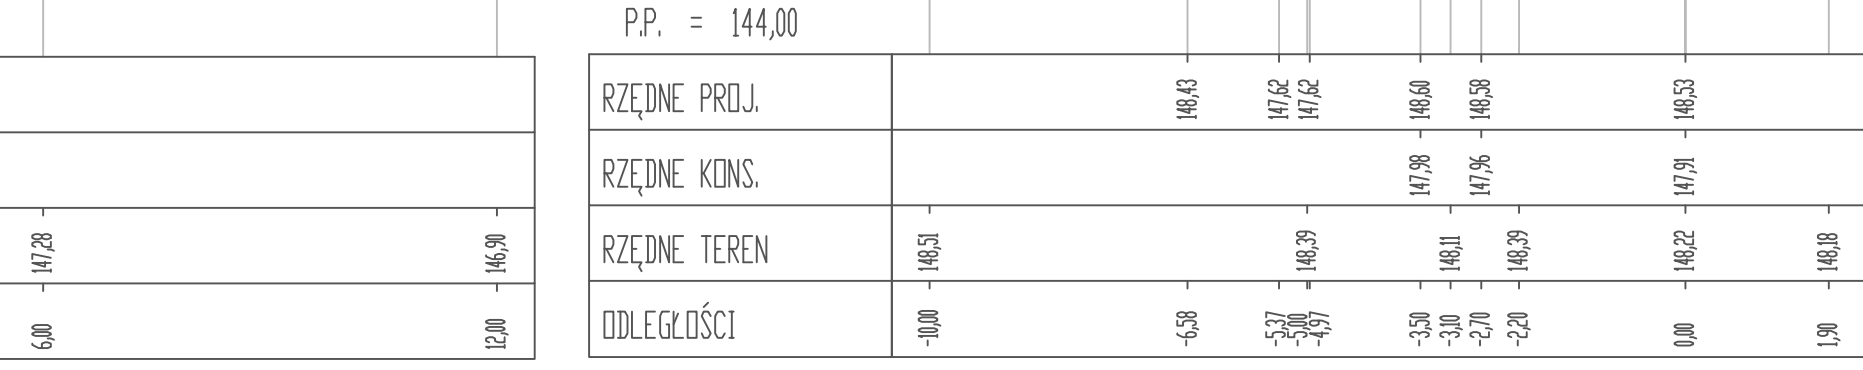 P.P. = 144,00
RZĘDNE PROJ. 148,43 147,62 147,62 148,60 148,58 148,53
RZĘDNE KONS. 147,98 147,96 147,91
147,28 146,90
RZĘDNE TEREN 148,51 148,39 148,11 148,39 148,22 148,18
6,00 12,00
ODLEGŁOŚCI -10,00 -6,58 -5,37 -5,00 -4,97 -3,50 -3,10 -2,70 -2,20 0,00 1,90